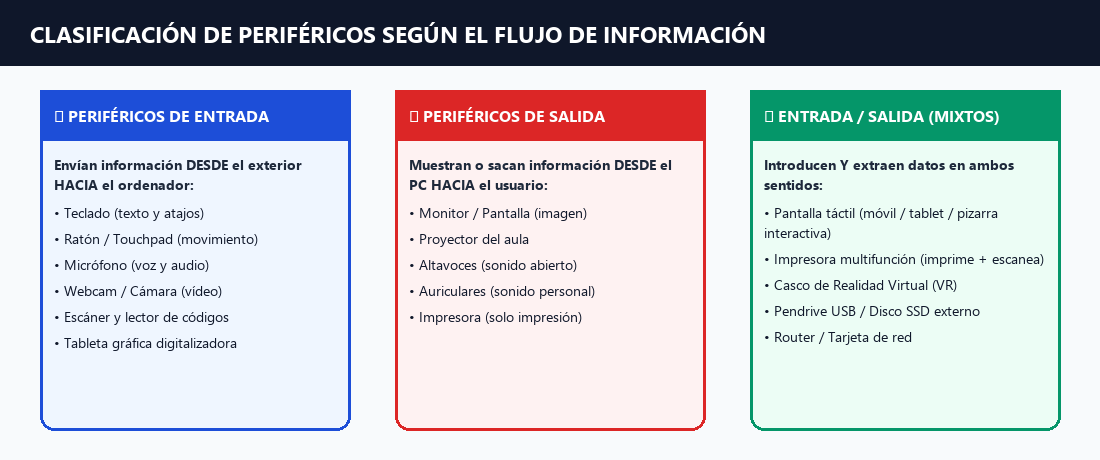 CLASIFICACIÓN DE PERIFÉRICOS SEGÚN EL FLUJO DE INFORMACIÓN
PERIFÉRICOS DE ENTRADA
Envían información DESDE el exterior
HACIA el ordenador:
• Teclado (texto y atajos)
• Ratón / Touchpad (movimiento)
• Micrófono (voz y audio)
• Webcam / Cámara (vídeo)
• Escáner y lector de códigos
• Tableta gráfica digitalizadora
PERIFÉRICOS DE SALIDA
Muestran o sacan información DESDE el
PC HACIA el usuario:
• Monitor / Pantalla (imagen)
• Proyector del aula
• Altavoces (sonido abierto)
• Auriculares (sonido personal)
• Impresora (solo impresión)
ENTRADA / SALIDA (MIXTOS)
Introducen Y extraen datos en ambos
sentidos:
• Pantalla táctil (móvil / tablet / pizarra
interactiva)
• Impresora multifunción (imprime + escanea)
• Casco de Realidad Virtual (VR)
• Pendrive USB / Disco SSD externo
• Router / Tarjeta de red